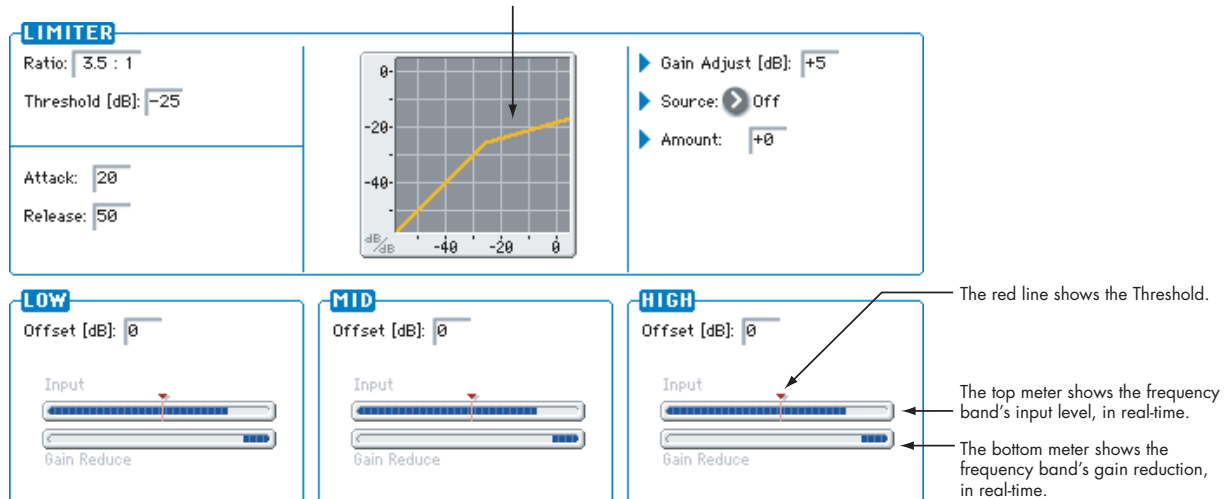 LIMITER
Ratio: 3.5 : 1
Threshold [dB]: -25
Attack: 20
Release: 50
0-
-20-
-40-
dB/dB
-40
-20
0
Gain Adjust [dB]: +5
Source: Off
Amount: +0
LOW
Offset [dB]: 0
Input
Gain Reduce
MID
Offset [dB]: 0
Input
Gain Reduce
HIGH
Offset [dB]: 0
Input
Gain Reduce
The red line shows the Threshold.
The top meter shows the frequency
band's input level, in real-time.
The bottom meter shows the
frequency band's gain reduction,
in real-time.